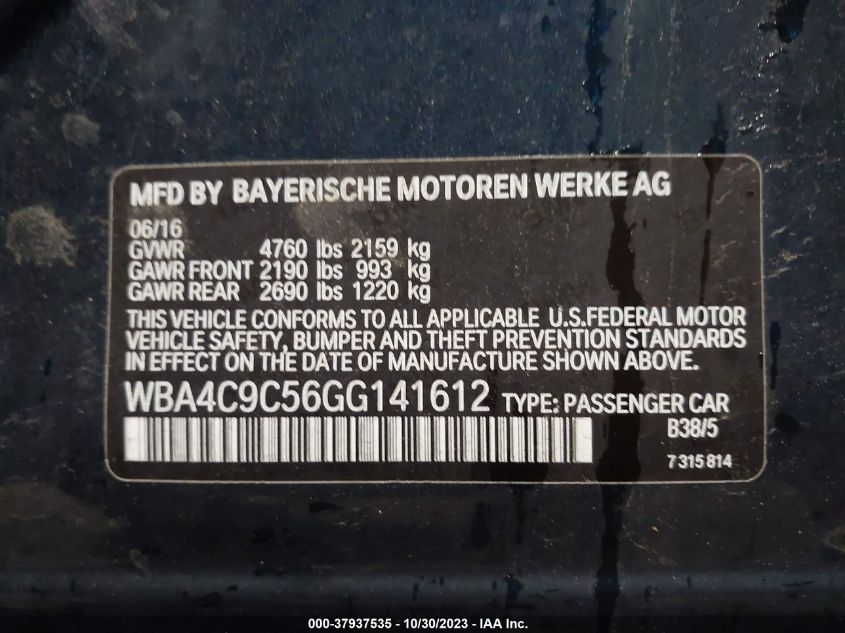 MFD BY BAYERISCHE MOTOREN WERKE AG
06/16
GVWR 4760 lbs 2159 kg
GAWR FRONT 2190 lbs 993 kg
GAWR REAR 2690 lbs 1220 kg
THIS VEHICLE CONFORMS TO ALL APPLICABLE U.S.FEDERAL MOTOR
VEHICLE SAFETY, BUMPER AND THEFT PREVENTION STANDARDS
IN EFFECT ON THE DATE OF MANUFACTURE SHOWN ABOVE.
WBA4C9C56GG141612 TYPE: PASSENGER CAR
B38/5
7 315 814
000-37937535 - 10/30/2023 - IAA Inc.